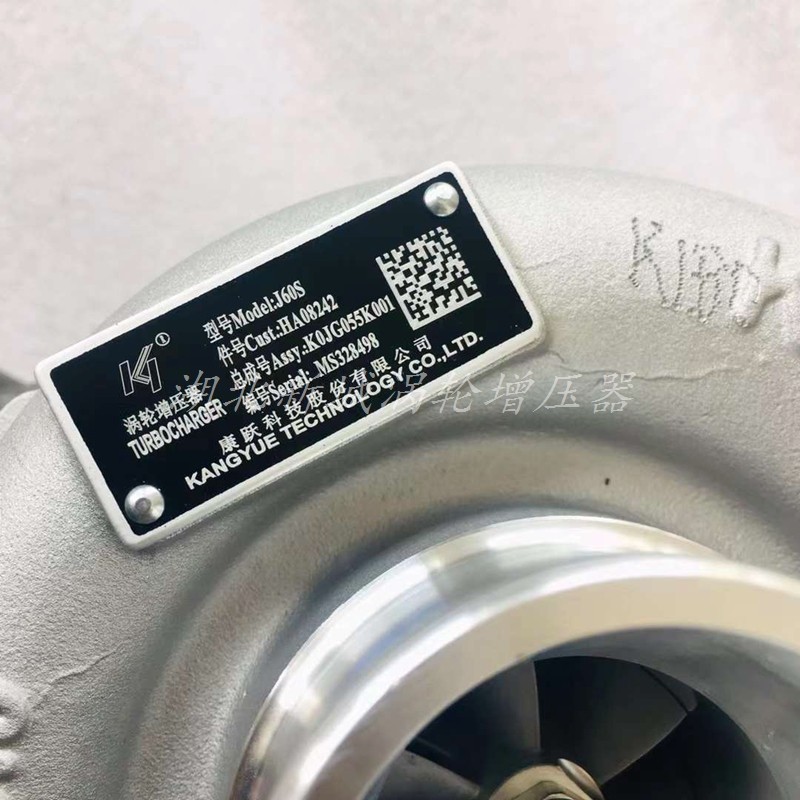 型号Model:J60S
件号Cust.:HA08242
总成号Assy.:K0JG055K001
编号Serial: MS328498
涡轮增压器
TURBOCHARGER
康跃科技股份有限公司
KANGYUE TECHNOLOGY CO.,LTD.
涡轮增压器